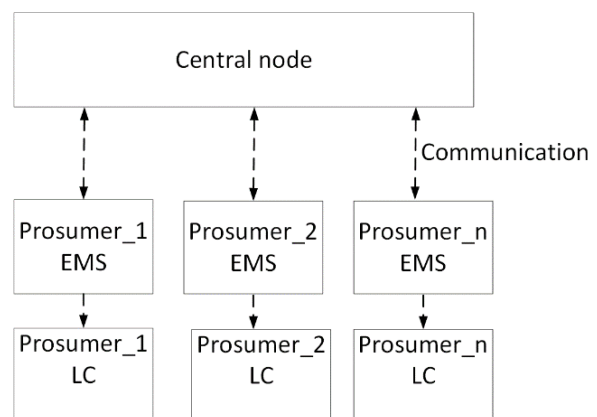 Central node
Communication
Prosumer_1
EMS
Prosumer_2
EMS
Prosumer_n
EMS
Prosumer_1
LC
Prosumer_2
LC
Prosumer_n
LC